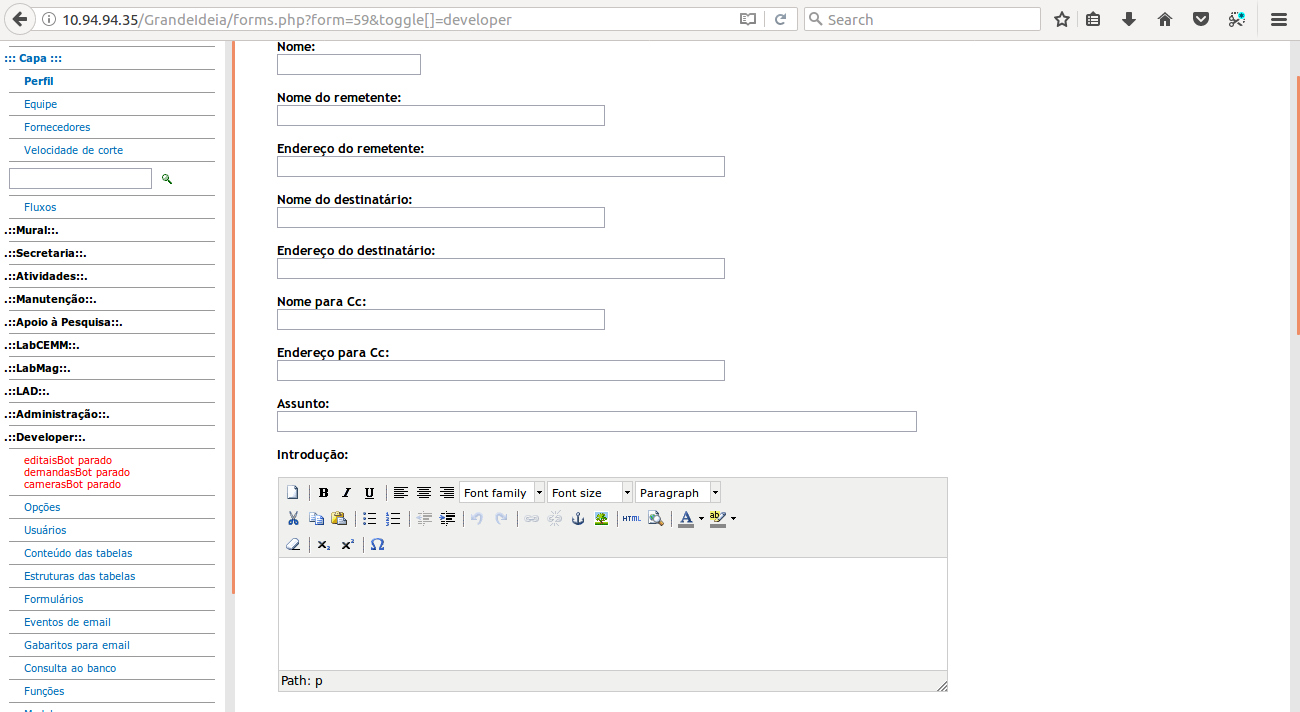 10.94.94.35/GrandeIdeia/forms.php?form=59&toggle[]=developer
Search
::: Capa :::
Perfil
Equipe
Fornecedores
Velocidade de corte
Fluxos
.::Mural::.
.::Secretaria::.
.::Atividades::.
.::Manutenção::.
.::Apoio à Pesquisa::.
.::LabCEMM::.
.::LabMag::.
.::LAD::.
.::Administração::.
.::Developer::.
editaisBot parado
demandasBot parado
camerasBot parado
Opções
Usuários
Conteúdo das tabelas
Estruturas das tabelas
Formulários
Eventos de email
Gabaritos para email
Consulta ao banco
Funções
Nome:
Nome do remetente:
Endereço do remetente:
Nome do destinatário:
Endereço do destinatário:
Nome para Cc:
Endereço para Cc:
Assunto:
Introdução:
B I U Font family Font size Paragraph
HTML A ab
x₂ x² Ω
Path: p